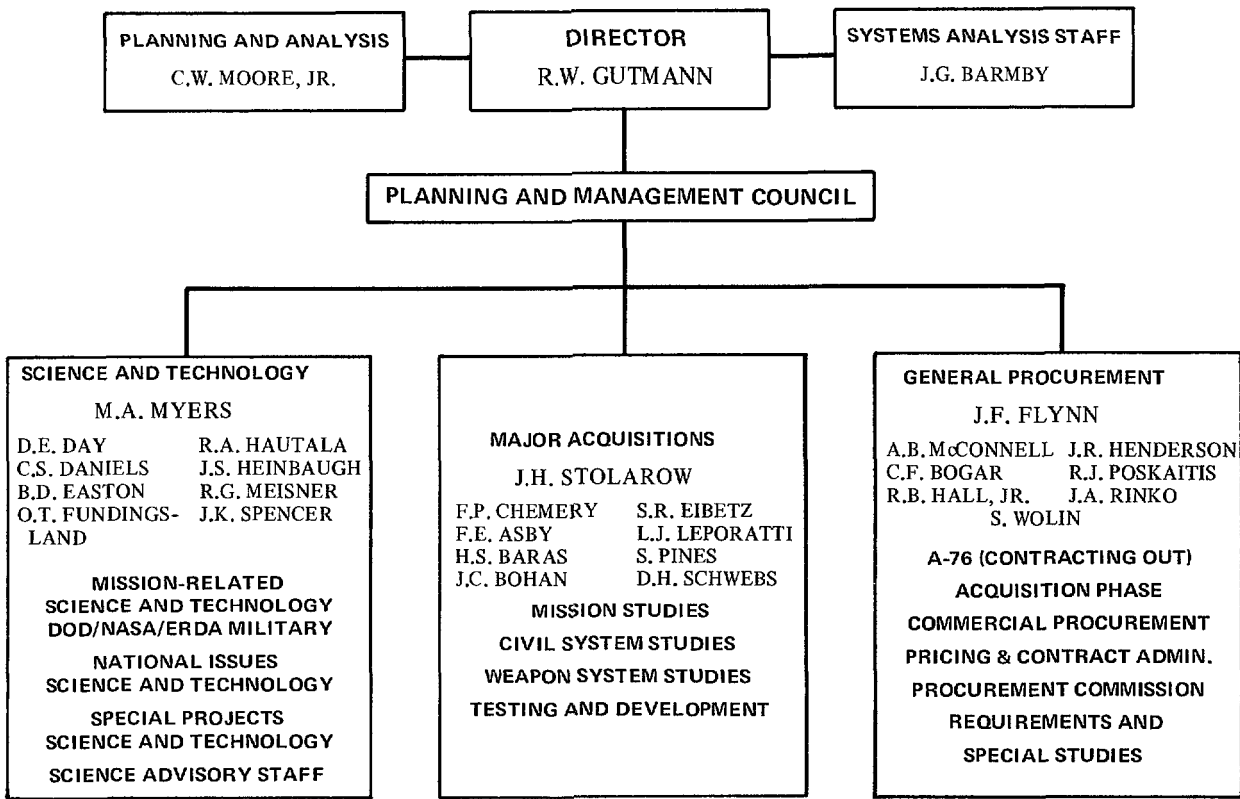 PLANNING AND ANALYSIS
C.W. MOORE, JR.
DIRECTOR
R.W. GUTMANN
SYSTEMS ANALYSIS STAFF
J.G. BARMBY
PLANNING AND MANAGEMENT COUNCIL
SCIENCE AND TECHNOLOGY
M.A. MYERS
D.E. DAY R.A. HAUTALA
C.S. DANIELS J.S. HEINBAUGH
B.D. EASTON R.G. MEISNER
O.T. FUNDINGS- J.K. SPENCER
LAND
MISSION-RELATED
SCIENCE AND TECHNOLOGY
DOD/NASA/ERDA MILITARY
NATIONAL ISSUES
SCIENCE AND TECHNOLOGY
SPECIAL PROJECTS
SCIENCE AND TECHNOLOGY
SCIENCE ADVISORY STAFF
MAJOR ACQUISITIONS
J.H. STOLAROW
F.P. CHEMERY S.R. EIBETZ
F.E. ASBY L.J. LEPORATTI
H.S. BARAS S. PINES
J.C. BOHAN D.H. SCHWEBS
MISSION STUDIES
CIVIL SYSTEM STUDIES
WEAPON SYSTEM STUDIES
TESTING AND DEVELOPMENT
GENERAL PROCUREMENT
J.F. FLYNN
A.B. McCONNELL J.R. HENDERSON
C.F. BOGAR R.J. POSKAITIS
R.B. HALL, JR. J.A. RINKO
S. WOLIN
A-76 (CONTRACTING OUT)
ACQUISITION PHASE
COMMERCIAL PROCUREMENT
PRICING & CONTRACT ADMIN.
PROCUREMENT COMMISSION
REQUIREMENTS AND
SPECIAL STUDIES